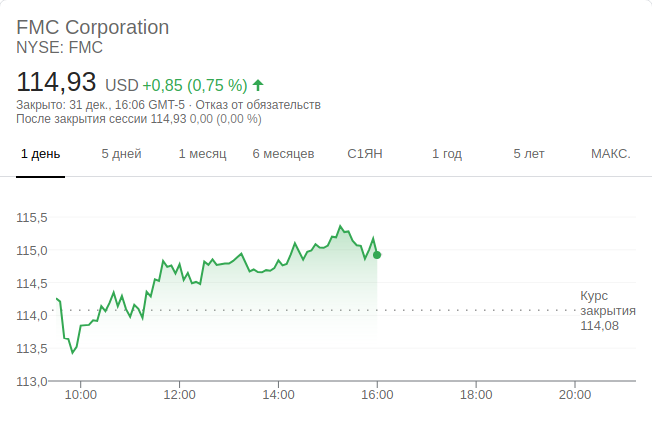 FMC Corporation
NYSE: FMC
114,93 USD +0,85 (0,75 %)
Закрыто: 31 дек., 16:06 GMT-5 · Отказ от обязательств
После закрытия сессии 114,93 0,00 (0,00 %)
1 день 5 дней 1 месяц 6 месяцев С1ЯН 1 год 5 лет МАКС.
115,5
115,0
114,5
114,0
113,5
113,0
Курс
закрытия
114,08
10:00 12:00 14:00 16:00 18:00 20:00